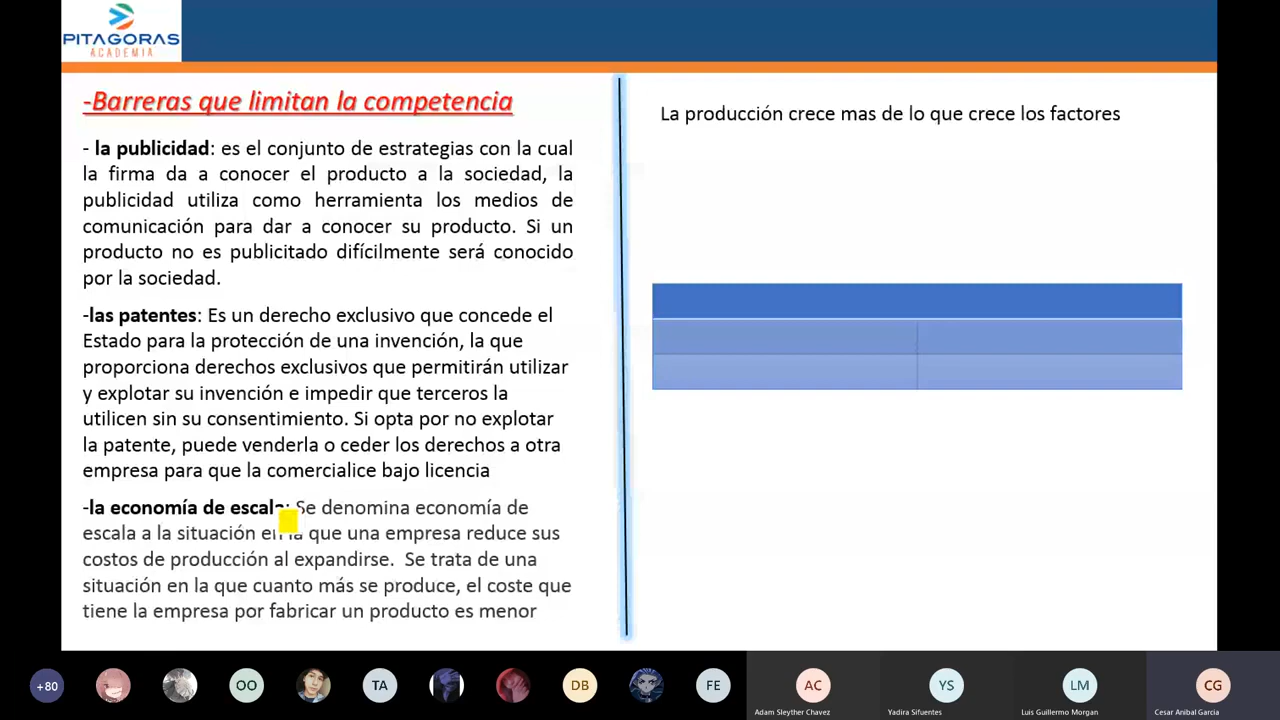 PITAGORAS
ACADEMIA
-Barreras que limitan la competencia
- la publicidad: es el conjunto de estrategias con la cual
la firma da a conocer el producto a la sociedad, la
publicidad utiliza como herramienta los medios de
comunicación para dar a conocer su producto. Si un
producto no es publicitado difícilmente será conocido
por la sociedad.
-las patentes: Es un derecho exclusivo que concede el
Estado para la protección de una invención, la que
proporciona derechos exclusivos que permitirán utilizar
y explotar su invención e impedir que terceros la
utilicen sin su consentimiento. Si opta por no explotar
la patente, puede venderla o ceder los derechos a otra
empresa para que la comercialice bajo licencia
-la economía de escala: Se denomina economía de
escala a la situación en la que una empresa reduce sus
costos de producción al expandirse. Se trata de una
situación en la que cuanto más se produce, el coste que
tiene la empresa por fabricar un producto es menor
La producción crece mas de lo que crece los factores
+80
OO
TA
DB
FE
AC
YS
LM
CG
Adam Sleyther Chavez
Yadira Sifuentes
Luis Guillermo Morgan
Cesar Anibal Garcia